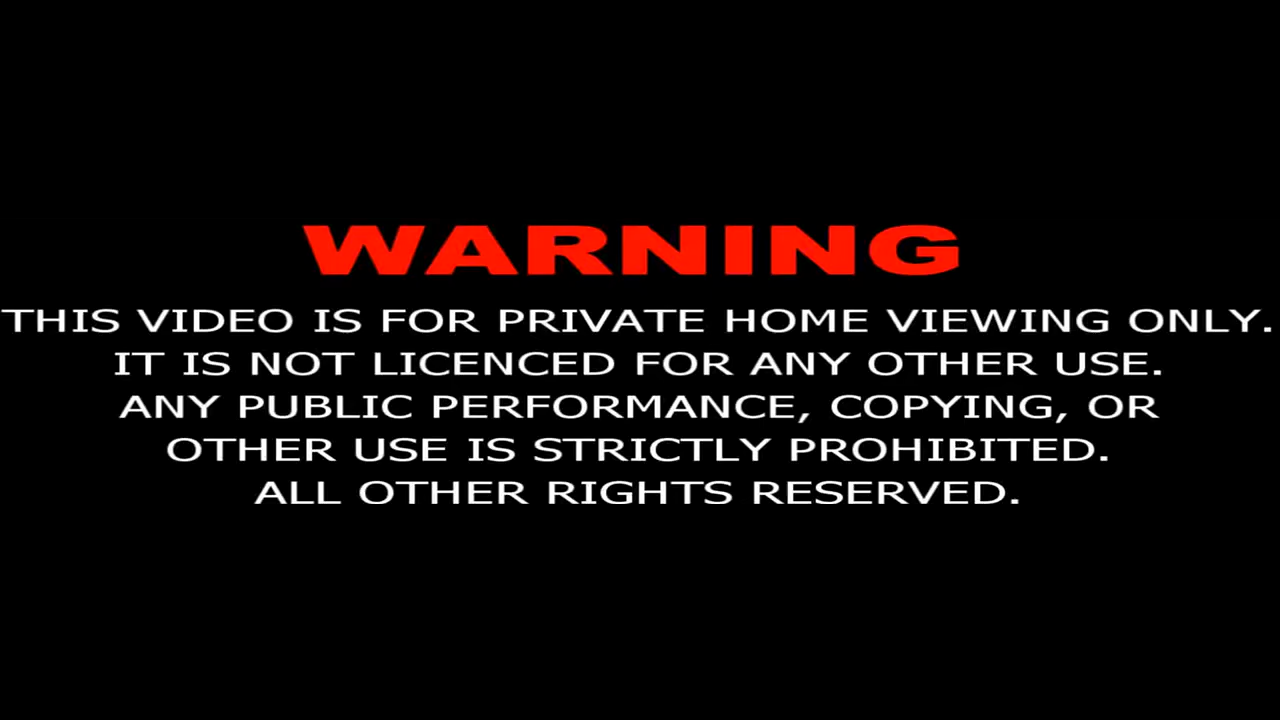 WARNING
THIS VIDEO IS FOR PRIVATE HOME VIEWING ONLY.
IT IS NOT LICENCED FOR ANY OTHER USE.
ANY PUBLIC PERFORMANCE, COPYING, OR
OTHER USE IS STRICTLY PROHIBITED.
ALL OTHER RIGHTS RESERVED.